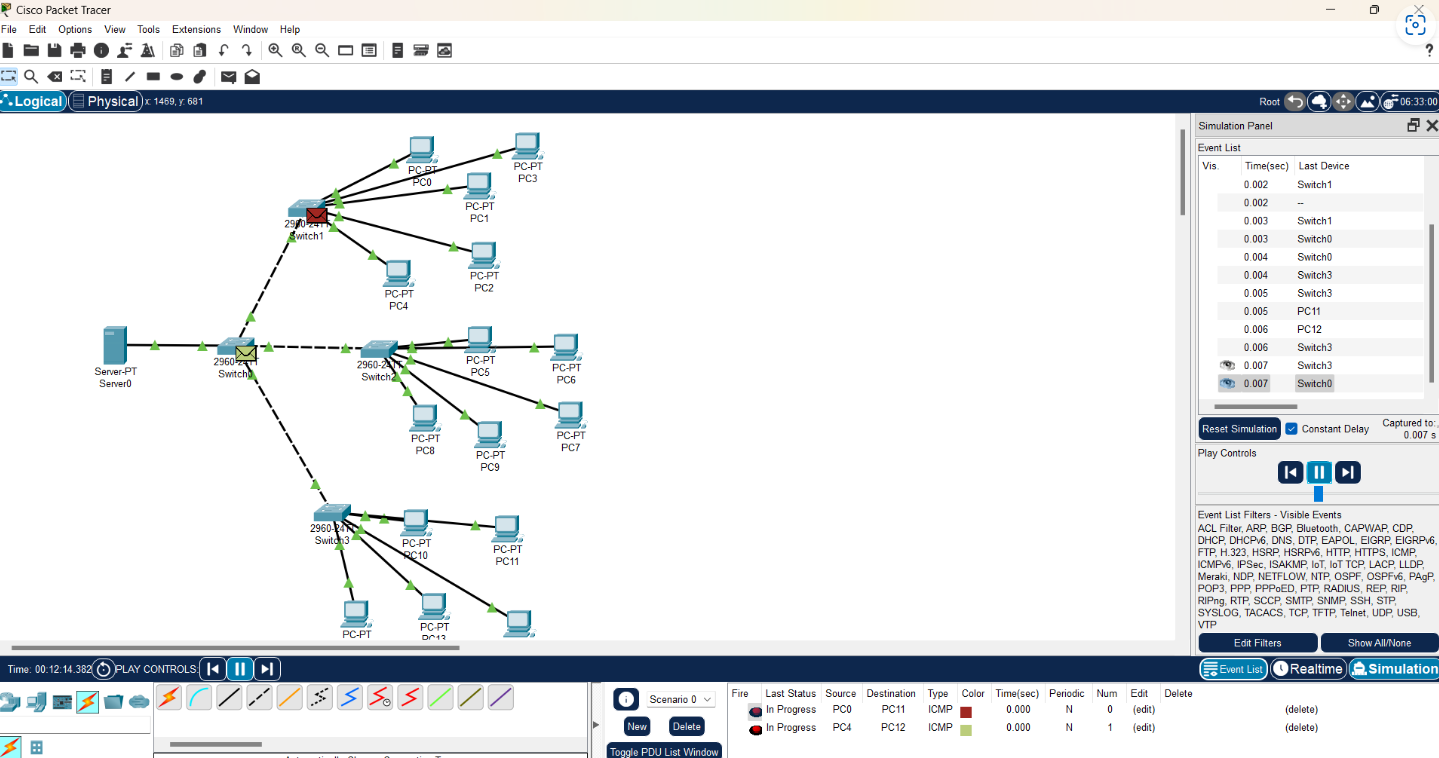 Cisco Packet Tracer
File Edit Options View Tools Extensions Window Help
?
Logical Physical x: 1469, y: 681
Root 06:33:00
PC-PT
PC0
PC-PT
PC3
PC-PT
PC1
2960-24TT
Switch1
PC-PT
PC2
PC-PT
PC4
Server-PT
Server0
2960-24TT
Switch0
2960-24TT
Switch2
PC-PT
PC5
PC-PT
PC6
PC-PT
PC7
PC-PT
PC8
PC-PT
PC9
2960-24TT
Switch3
PC-PT
PC10
PC-PT
PC11
PC-PT
PC-PT
PC13
Simulation Panel
Event List
Vis. Time(sec) Last Device
0.002 Switch1
0.002 --
0.003 Switch1
0.003 Switch0
0.004 Switch0
0.004 Switch3
0.005 Switch3
0.005 PC11
0.006 PC12
0.006 Switch3
0.007 Switch3
0.007 Switch0
Reset Simulation Constant Delay Captured to:
0.007 s
Play Controls
Event List Filters - Visible Events
ACL Filter, ARP, BGP, Bluetooth, CAPWAP, CDP,
DHCP, DHCPv6, DNS, DTP, EAPOL, EIGRP, EIGRPv6,
FTP, H.323, HSRP, HSRPv6, HTTP, HTTPS, ICMP,
ICMPv6, IPSec, ISAKMP, IoT, IoT TCP, LACP, LLDP,
Meraki, NDP, NETFLOW, NTP, OSPF, OSPFv6, PAgP,
POP3, PPP, PPPoED, PTP, RADIUS, REP, RIP,
RIPng, RTP, SCCP, SMTP, SNMP, SSH, STP,
SYSLOG, TACACS, TCP, TFTP, Telnet, UDP, USB,
VTP
Edit Filters Show All/None
Time: 00:12:14.382 PLAY CONTROLS:
Event List Realtime Simulation
Scenario 0
New Delete
Toggle PDU List Window
Fire Last Status Source Destination Type Color Time(sec) Periodic Num Edit Delete
In Progress PC0 PC11 ICMP 0.000 N 0 (edit) (delete)
In Progress PC4 PC12 ICMP 0.000 N 1 (edit) (delete)